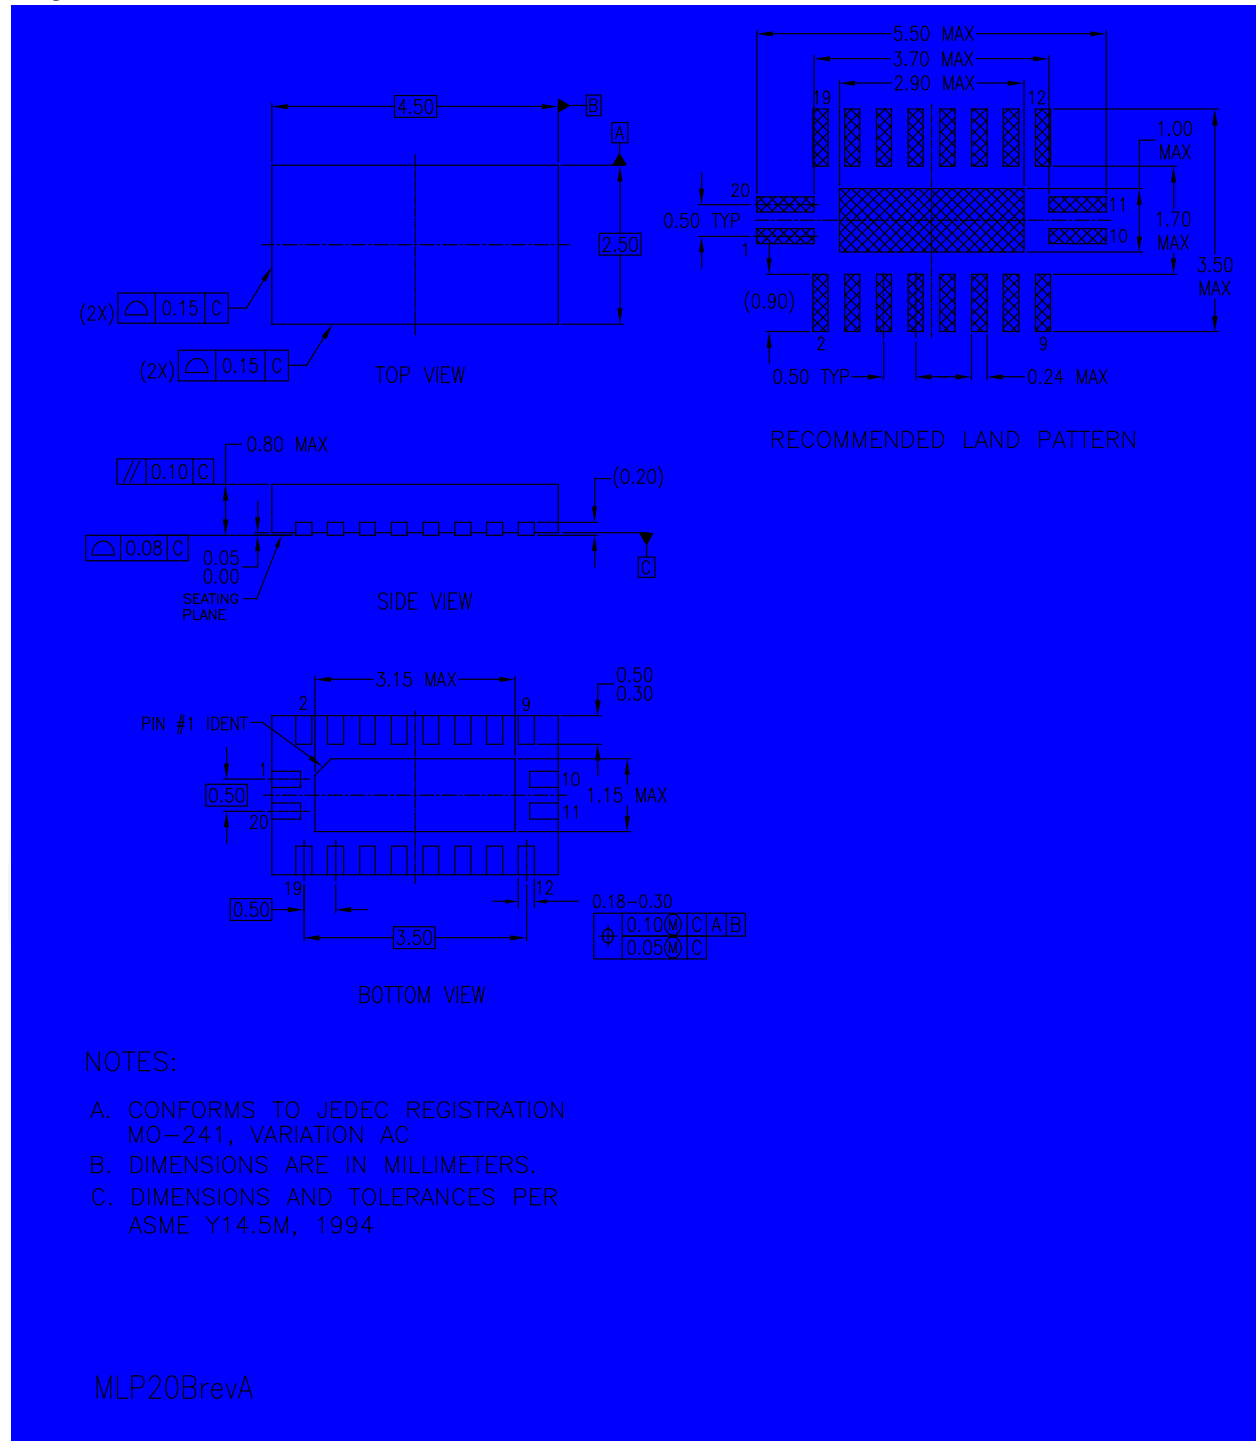 4.50
B
A
2.50
(2X) 0.15 C
(2X) 0.15 C
TOP VIEW
5.50 MAX
3.70 MAX
2.90 MAX
19
12
1.00
MAX
20
11
0.50 TYP
1.70
MAX
1
10
3.50
MAX
(0.90)
2
9
0.50 TYP
0.24 MAX
RECOMMENDED LAND PATTERN
0.80 MAX
// 0.10 C
(0.20)
0.08 C
0.05
0.00
C
SEATING
PLANE
SIDE VIEW
3.15 MAX
0.50
0.30
2
9
PIN #1 IDENT
1
10
0.50
1.15 MAX
20
11
19
12
0.50
0.18-0.30
3.50
0.10 M C A B
0.05 M C
BOTTOM VIEW
NOTES:
A. CONFORMS TO JEDEC REGISTRATION
MO-241, VARIATION AC
B. DIMENSIONS ARE IN MILLIMETERS.
C. DIMENSIONS AND TOLERANCES PER
ASME Y14.5M, 1994
MLP20BrevA